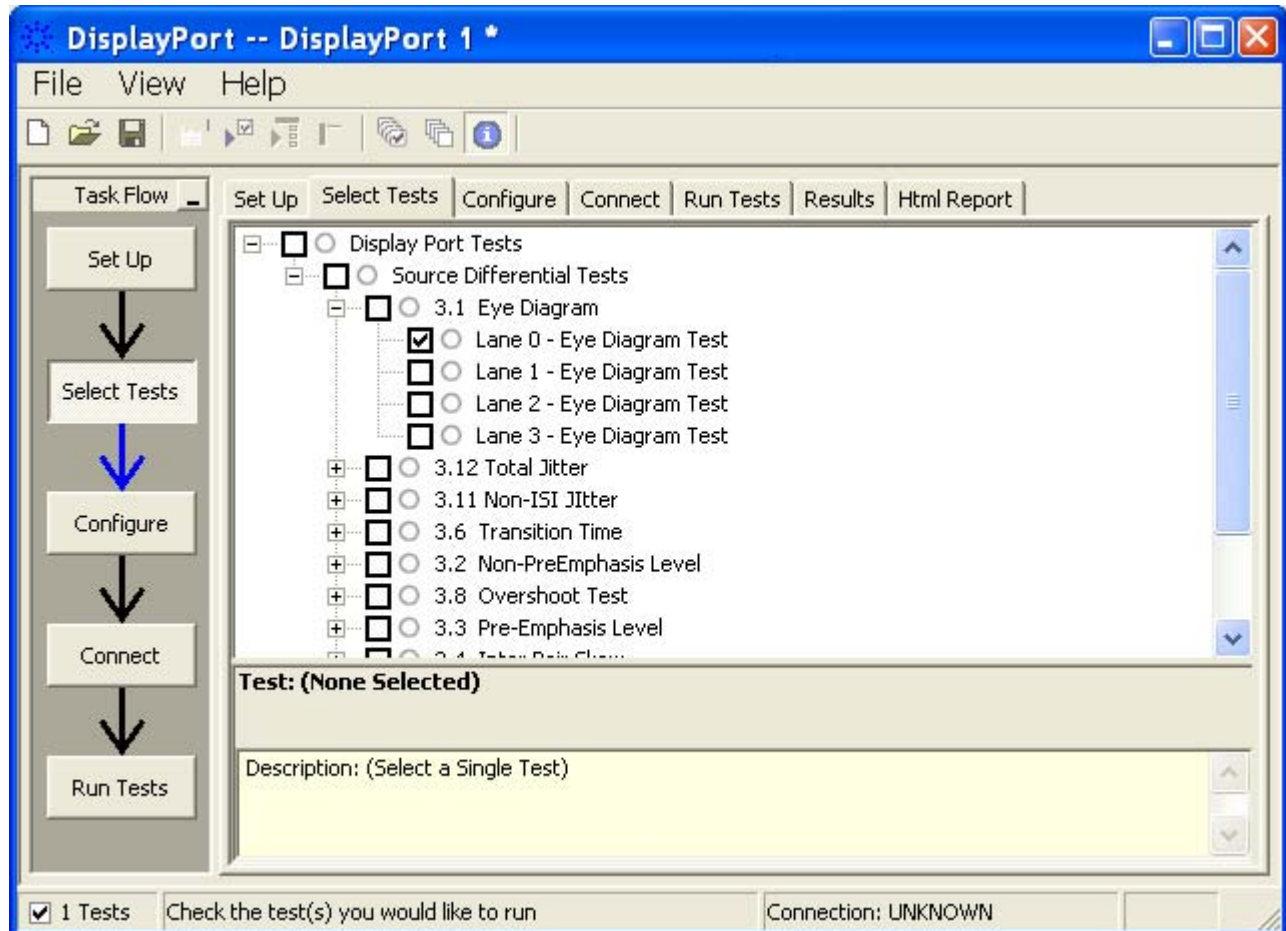 DisplayPort -- DisplayPort 1 *
File View Help
Task Flow
Set Up
Select Tests
Configure
Connect
Run Tests
Set Up Select Tests Configure Connect Run Tests Results Html Report
Display Port Tests
Source Differential Tests
3.1 Eye Diagram
Lane 0 - Eye Diagram Test
Lane 1 - Eye Diagram Test
Lane 2 - Eye Diagram Test
Lane 3 - Eye Diagram Test
3.12 Total Jitter
3.11 Non-ISI JItter
3.6 Transition Time
3.2 Non-PreEmphasis Level
3.8 Overshoot Test
3.3 Pre-Emphasis Level
Test: (None Selected)
Description: (Select a Single Test)
1 Tests Check the test(s) you would like to run Connection: UNKNOWN